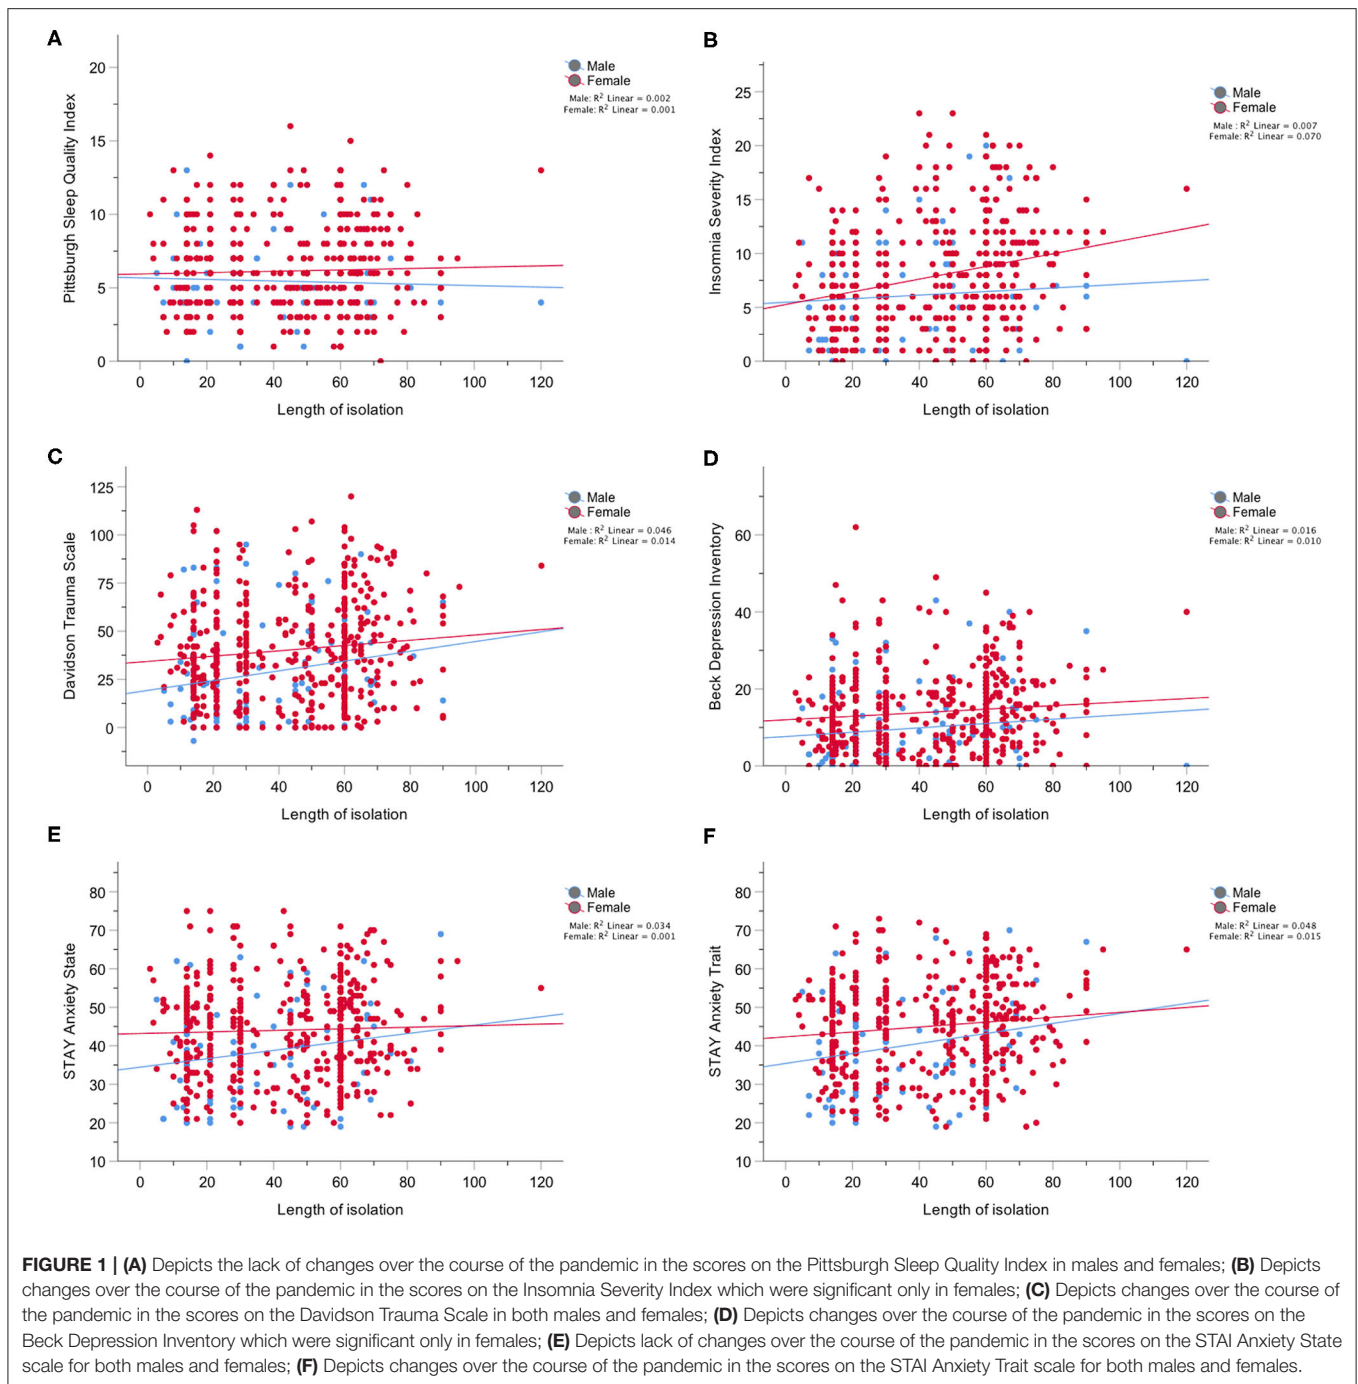 A
20
15
10
5
0
Pittsburgh Sleep Quality Index
0 20 40 60 80 100 120
Length of isolation
Male
Female
Male: R² Linear = 0.002
Female: R² Linear = 0.001
B
25
20
15
10
5
0
Insomnia Severity Index
0 20 40 60 80 100 120
Length of isolation
Male
Female
Male : R² Linear = 0.007
Female: R² Linear = 0.070
C
125
100
75
50
25
0
Davidson Trauma Scale
0 20 40 60 80 100 120
Length of isolation
Male
Female
Male : R² Linear = 0.046
Female: R² Linear = 0.014
D
60
40
20
0
Beck Depression Inventory
0 20 40 60 80 100 120
Length of isolation
Male
Female
Male: R² Linear = 0.016
Female: R² Linear = 0.010
E
80
70
60
50
40
30
20
10
STAY Anxiety State
0 20 40 60 80 100 120
Length of isolation
Male
Female
Male: R² Linear = 0.034
Female: R² Linear = 0.001
F
80
70
60
50
40
30
20
10
STAY Anxiety Trait
0 20 40 60 80 100 120
Length of isolation
Male
Female
Male: R² Linear = 0.048
Female: R² Linear = 0.015
FIGURE 1 | (A) Depicts the lack of changes over the course of the pandemic in the scores on the Pittsburgh Sleep Quality Index in males and females; (B) Depicts
changes over the course of the pandemic in the scores on the Insomnia Severity Index which were significant only in females; (C) Depicts changes over the course of
the pandemic in the scores on the Davidson Trauma Scale in both males and females; (D) Depicts changes over the course of the pandemic in the scores on the
Beck Depression Inventory which were significant only in females; (E) Depicts lack of changes over the course of the pandemic in the scores on the STAI Anxiety State
scale for both males and females; (F) Depicts changes over the course of the pandemic in the scores on the STAI Anxiety Trait scale for both males and females.